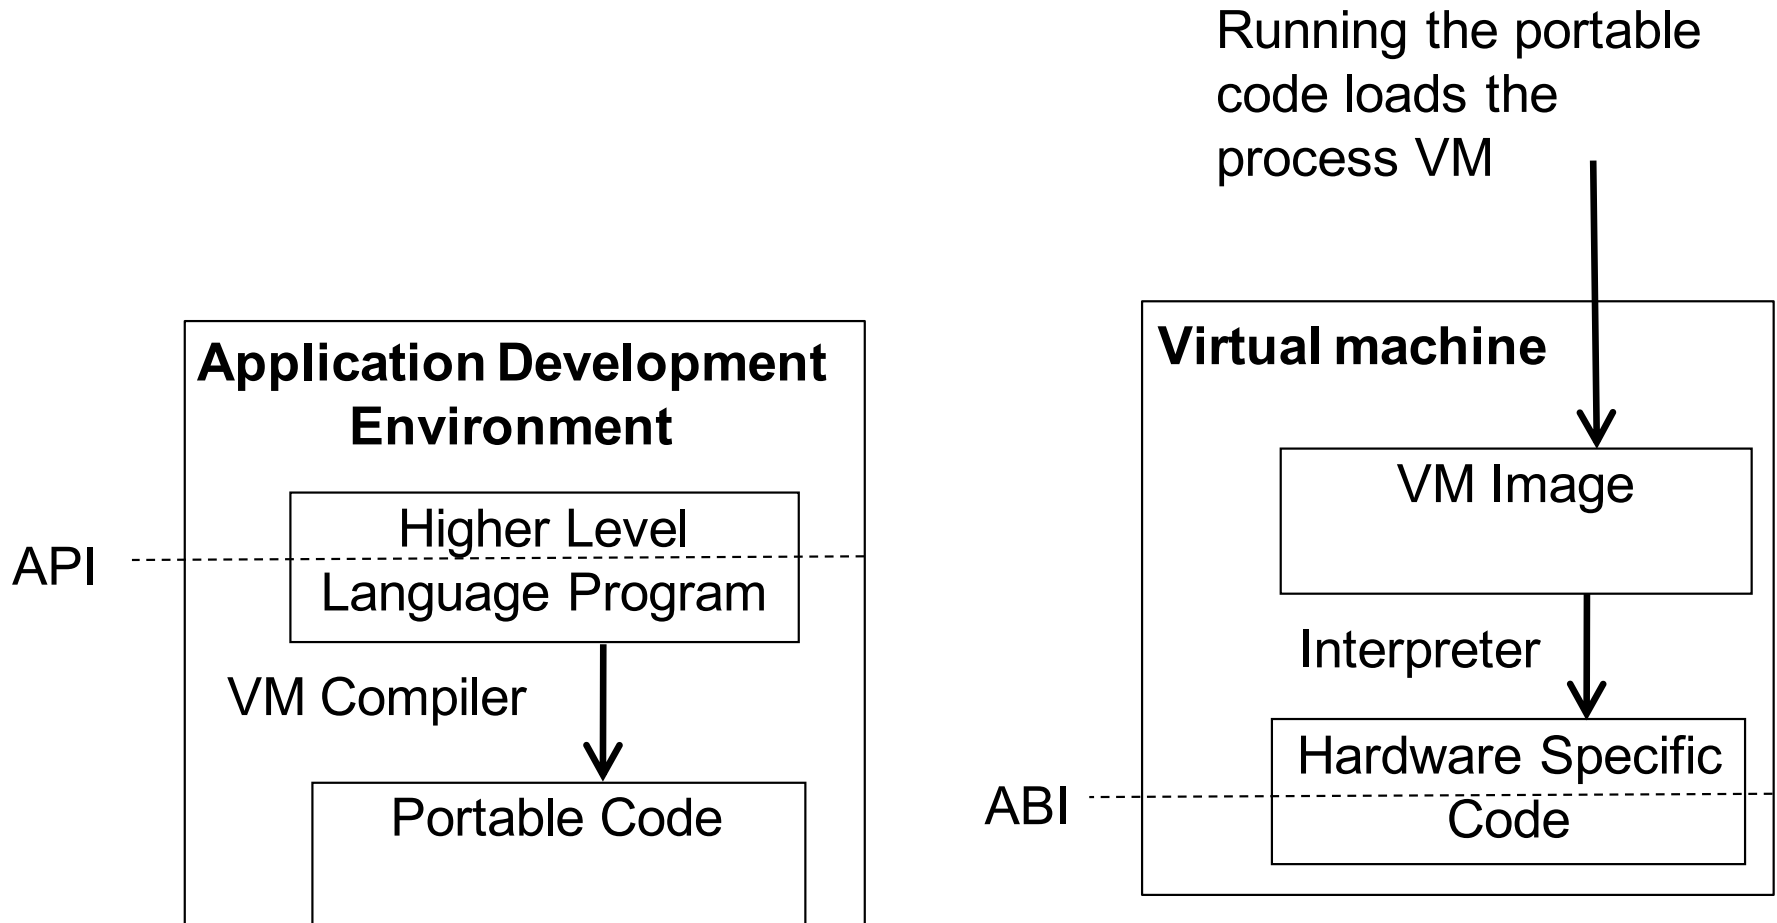 Running the portable
code loads the
process VM
Application Development
Environment
Higher Level
Language Program
API
VM Compiler
Portable Code
Virtual machine
VM Image
Interpreter
Hardware Specific
Code
ABI